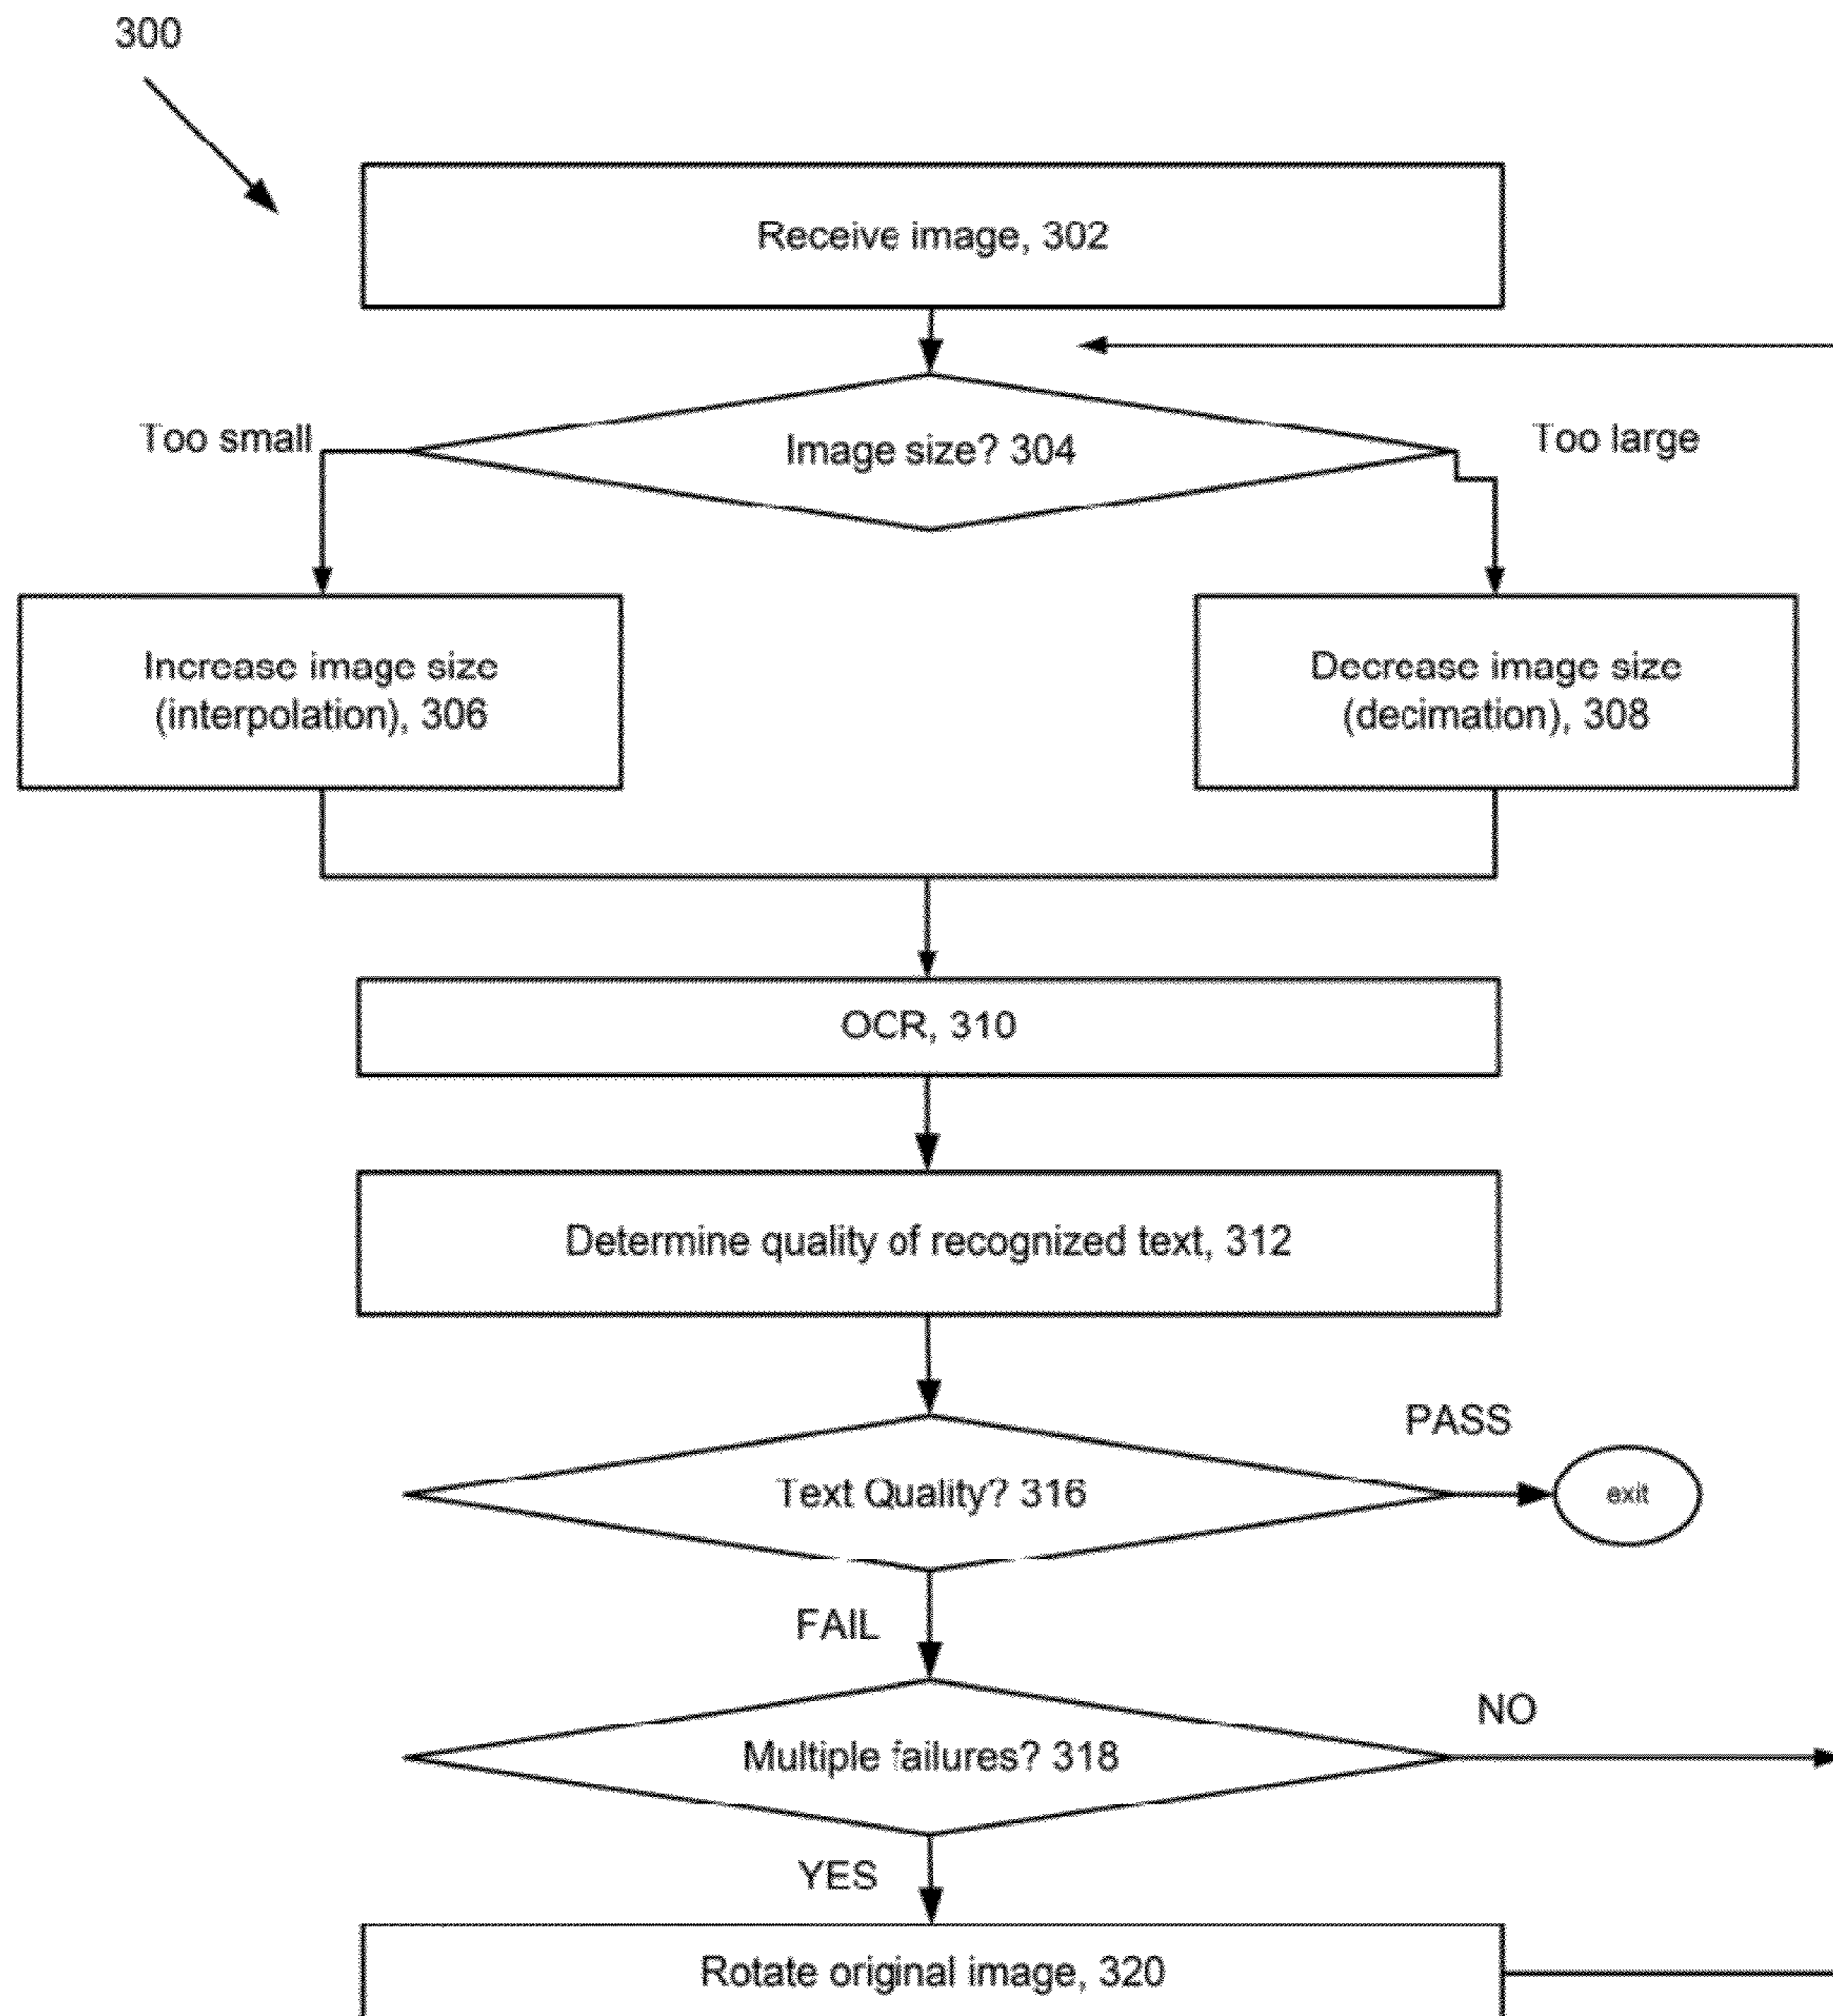 300
Receive image, 302
Too small
Image size? 304
Too large
Increase image size
(interpolation), 306
Decrease image size
(decimation), 308
OCR, 310
Determine quality of recognized text, 312
PASS
Text Quality? 316
exit
FAIL
NO
Multiple failures? 318
YES
Rotate original image, 320